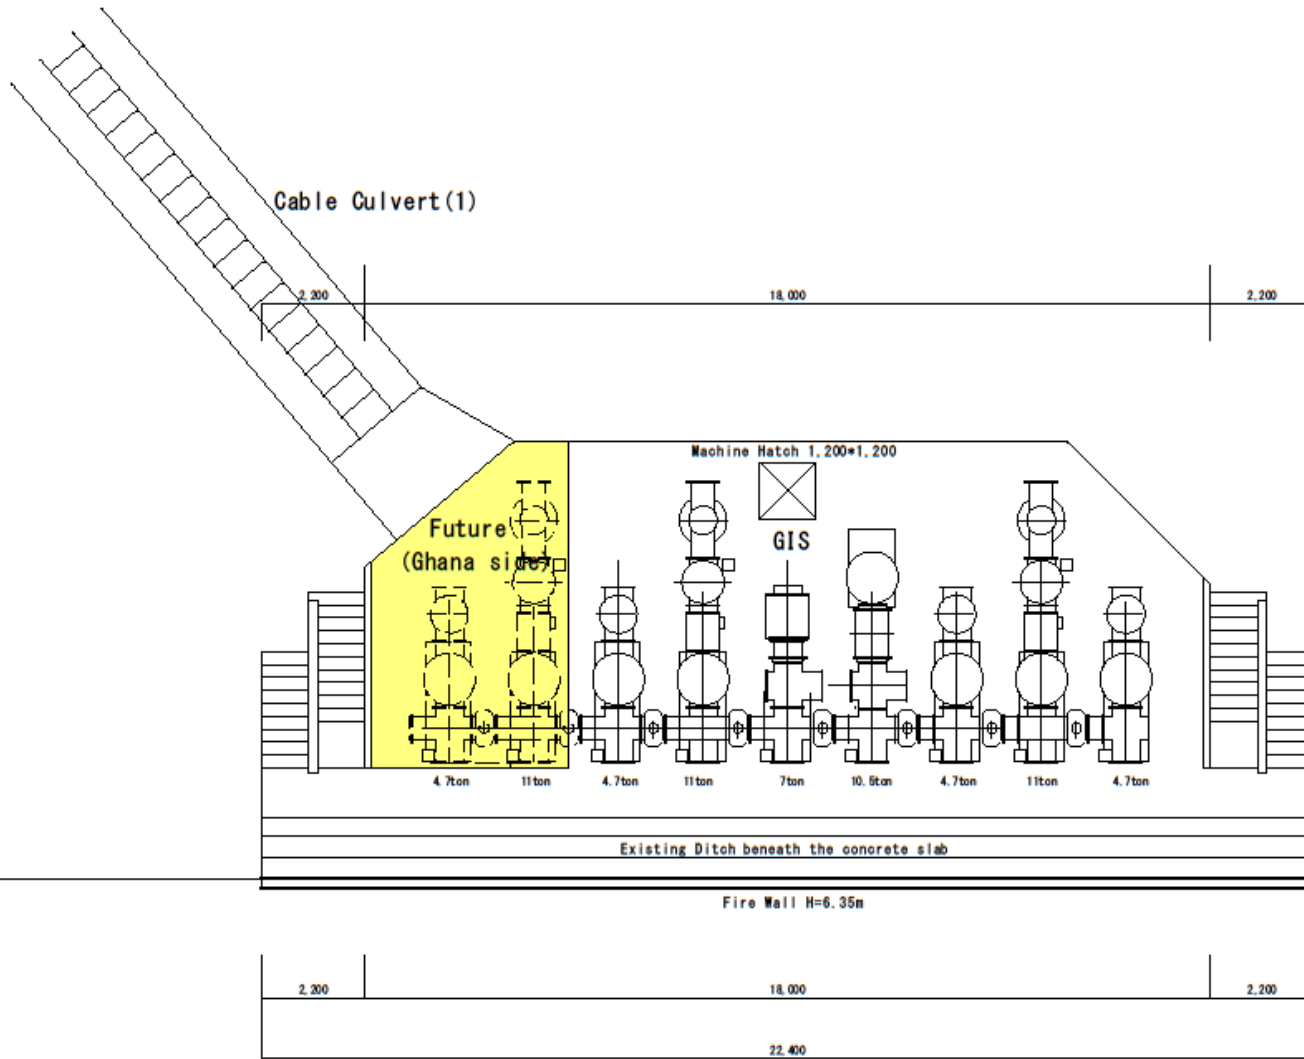 Cable Culvert(1)
2,200
18,000
2,200
Machine Hatch 1,200*1,200
GIS
Future
(Ghana side)
4.7ton
11ton
4.7ton
11ton
7ton
10.5ton
4.7ton
11ton
4.7ton
Existing Ditch beneath the concrete slab
Fire Wall H=6.35m
2,200
18,000
2,200
22,400